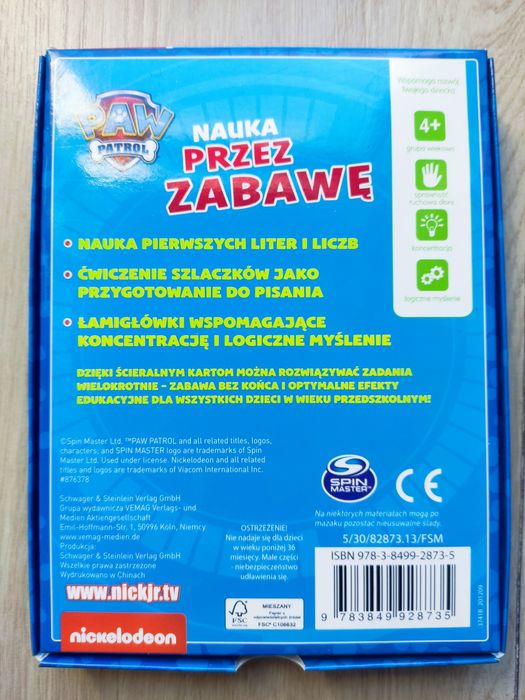 PAW
PATROL
NAUKA
PRZEZ
ZABAWĘ
Wspomaga rozwój
Twojego dziecka
4+
grupa wiekowa
sprawność
ruchowa dłoni
koncentracja
logiczne myślenie
• NAUKA PIERWSZYCH LITER I LICZB
• ĆWICZENIE SZLACZKÓW JAKO
PRZYGOTOWANIE DO PISANIA
• ŁAMIGŁÓWKI WSPOMAGAJĄCE
KONCENTRACJĘ I LOGICZNE MYŚLENIE
DZIĘKI ŚCIERALNYM KARTOM MOŻNA ROZWIĄZYWAĆ ZADANIA
WIELOKROTNIE – ZABAWA BEZ KOŃCA I OPTYMALNE EFEKTY
EDUKACYJNE DLA WSZYSTKICH DZIECI W WIEKU PRZEDSZKOLNYM!
©Spin Master Ltd. ™PAW PATROL and all related titles, logos,
characters; and SPIN MASTER logo are trademarks of Spin
Master Ltd. Used under license. Nickelodeon and all related
titles and logos are trademarks of Viacom International Inc.
#876378
SPIN
MASTER™
CE
Na niektórych materiałach mogą po
mazaku pozostać nieusuwalne ślady.
Schwager & Steinlein Verlag GmbH
Grupa wydawnicza VEMAG Verlags- und
Medien Aktiengesellschaft
Emil-Hoffmann-Str. 1, 50996 Köln, Niemcy
www.vemag-medien.de
Produkcja:
Schwager & Steinlein Verlag GmbH
Wszelkie prawa zastrzeżone
Wydrukowano w Chinach
OSTRZEŻENIE!
Nie nadaje się dla dzieci
w wieku poniżej 36
miesięcy. Małe części
- niebezpieczeństwo
udławienia się.
5/30/82873.13/FSM
ISBN 978-3-8499-2873-5
9 783849 928735
3741B_201209
www.nickjr.tv
nickelodeon
FSC
www.fsc.org
MIESZANY
Papier z
odpowiedzialnych źródeł
FSC® C106632